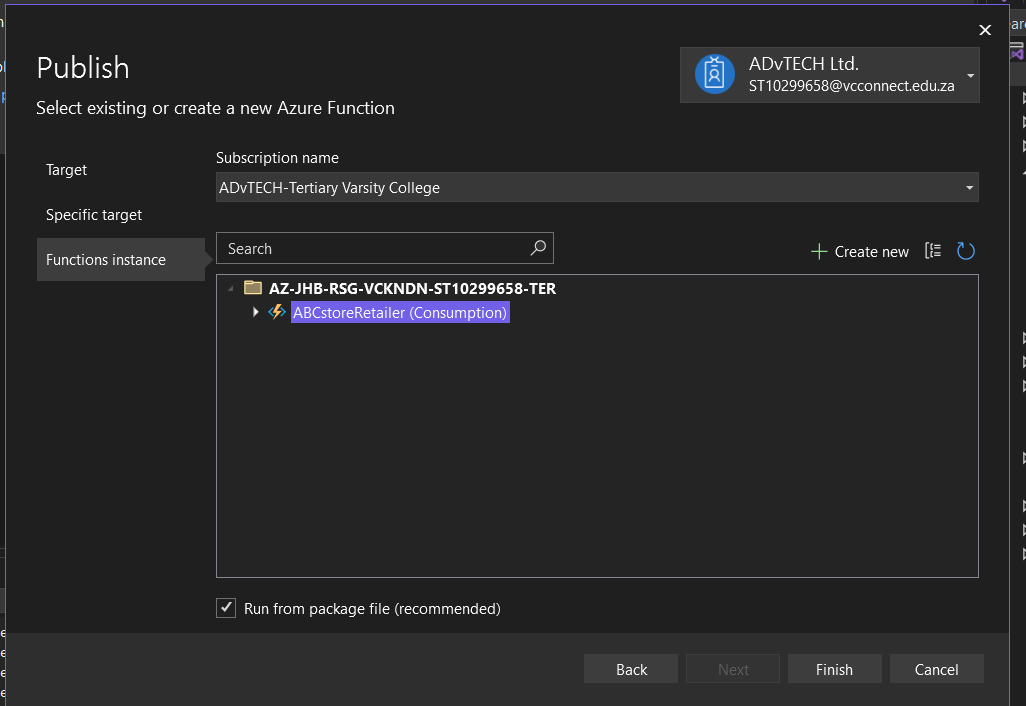 Publish
Select existing or create a new Azure Function
ADvTECH Ltd.
ST10299658@vcconnect.edu.za
Target
Specific target
Functions instance
Subscription name
ADvTECH-Tertiary Varsity College
Search
Create new
AZ-JHB-RSG-VCKNDN-ST10299658-TER
ABCstoreRetailer (Consumption)
Run from package file (recommended)
Back
Next
Finish
Cancel